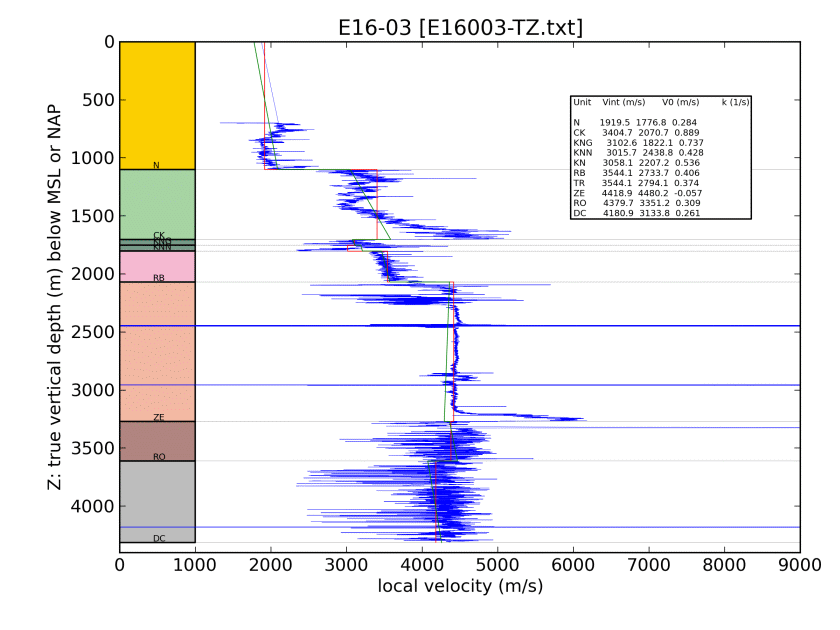 E16-03 [E16003-TZ.txt]
Z: true vertical depth (m) below MSL or NAP
0
500
1000
1500
2000
2500
3000
3500
4000
N
CK
KNG
KNN
RB
ZE
RO
DC
Unit Vint (m/s) V0 (m/s) k (1/s)
N 1919.5 1776.8 0.284
CK 3404.7 2070.7 0.889
KNG 3102.6 1822.1 0.737
KNN 3015.7 2438.8 0.428
KN 3058.1 2207.2 0.536
RB 3544.1 2733.7 0.406
TR 3544.1 2794.1 0.374
ZE 4418.9 4480.2 -0.057
RO 4379.7 3351.2 0.309
DC 4180.9 3133.8 0.261
0 1000 2000 3000 4000 5000 6000 7000 8000 9000
local velocity (m/s)